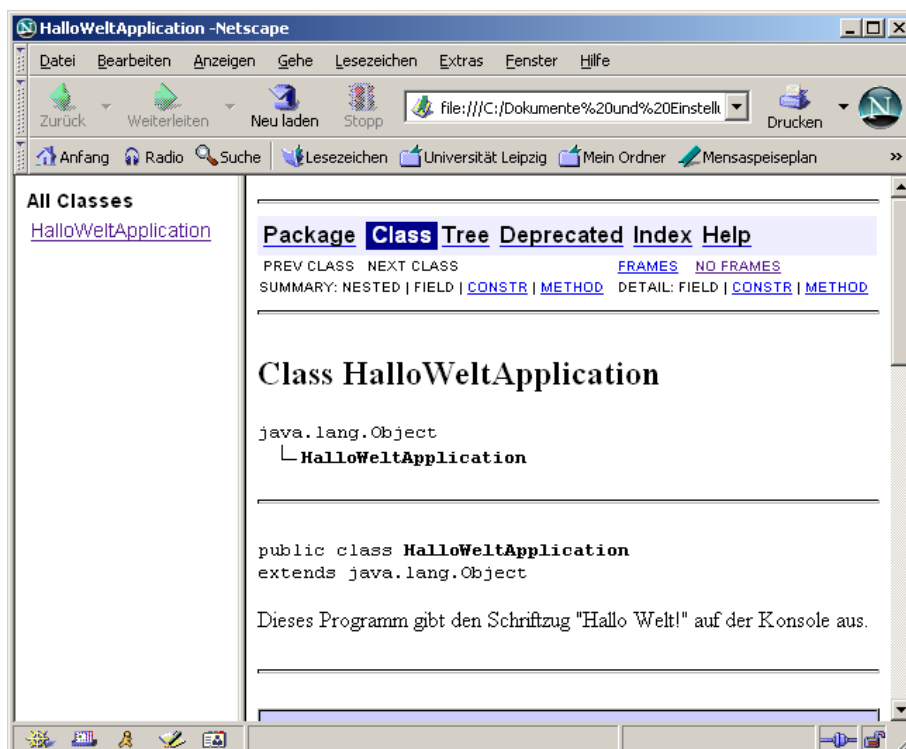 HalloWeltApplication -Netscape
Datei Bearbeiten Anzeigen Gehe Lesezeichen Extras Fenster Hilfe
Zurück Weiterleiten Neu laden Stopp file:///C:/Dokumente%20und%20Einstellu Drucken N
Anfang Radio Suche Lesezeichen Universität Leipzig Mein Ordner Mensaspeiseplan »
All Classes
HalloWeltApplication
Package Class Tree Deprecated Index Help
PREV CLASS NEXT CLASS FRAMES NO FRAMES
SUMMARY: NESTED | FIELD | CONSTR | METHOD DETAIL: FIELD | CONSTR | METHOD
Class HalloWeltApplication
java.lang.Object
HalloWeltApplication
public class HalloWeltApplication
extends java.lang.Object
Dieses Programm gibt den Schriftzug "Hallo Welt!" auf der Konsole aus.